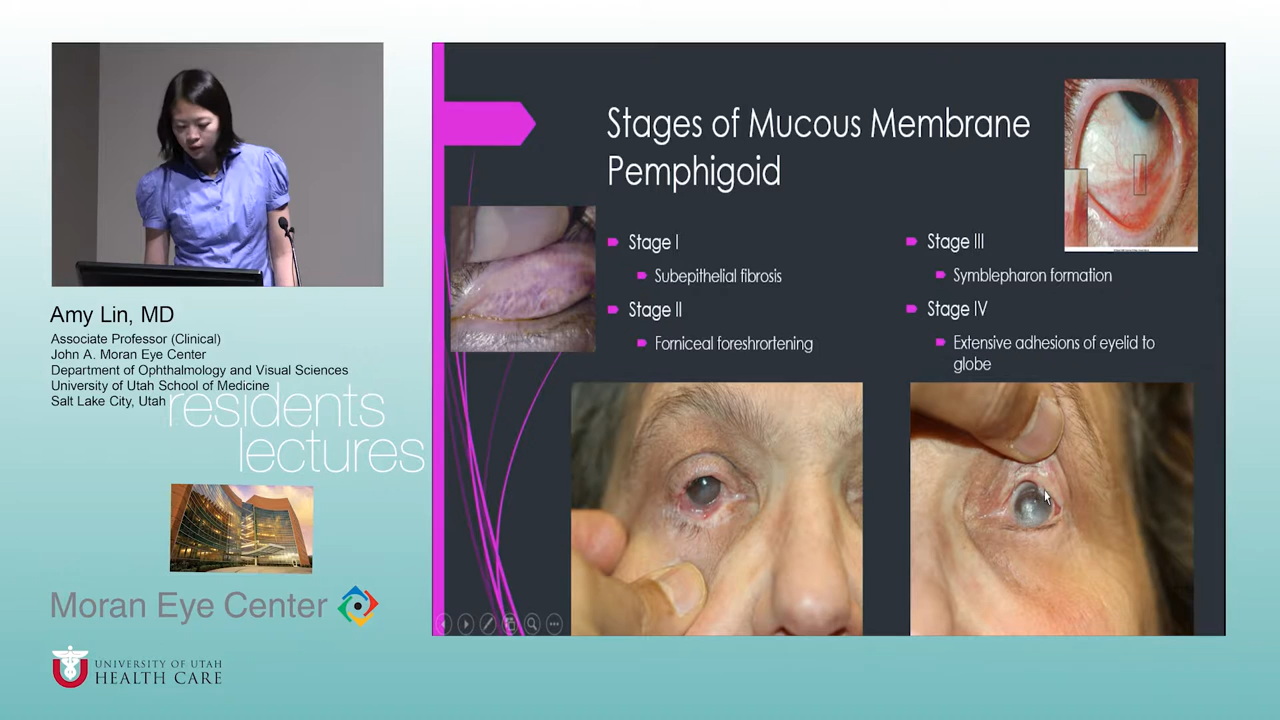 Amy Lin, MD
Associate Professor (Clinical)
John A. Moran Eye Center
Department of Ophthalmology and Visual Sciences
University of Utah School of Medicine
Salt Lake City, Utah
residents
lectures
Moran Eye Center
UNIVERSITY OF UTAH
HEALTH CARE
Stages of Mucous Membrane
Pemphigoid
Stage I
Subepithelial fibrosis
Stage II
Forniceal foreshrortening
Stage III
Symblepharon formation
Stage IV
Extensive adhesions of eyelid to
globe